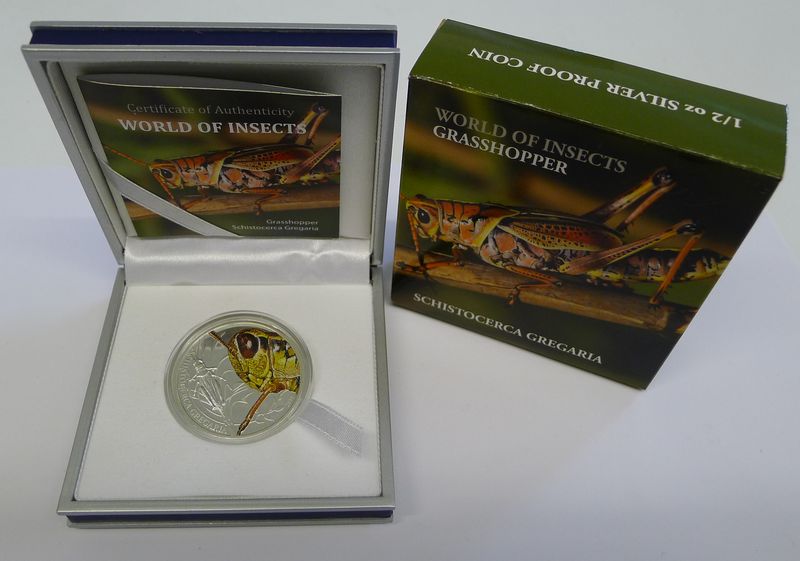 Certificate of Authenticity
WORLD OF INSECTS
Grasshopper
Schistocerca Gregaria
1/2 oz SILVER PROOF COIN
WORLD OF INSECTS
GRASSHOPPER
SCHISTOCERCA GREGARIA
GREGARIA